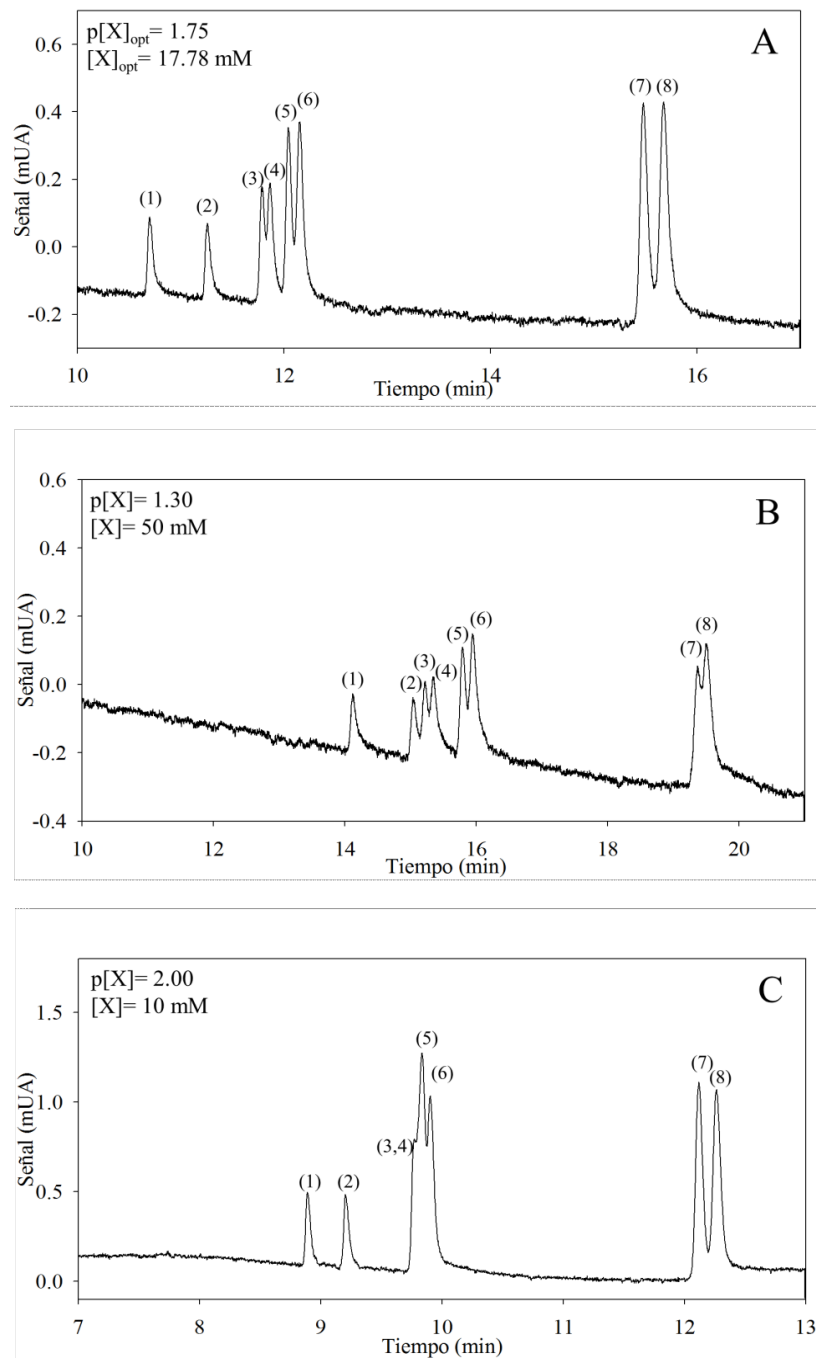 p[X]opt= 1.75
[X]opt= 17.78 mM
A
Señal (mUA)
0.6
0.4
0.2
0.0
-0.2
(1)
(2)
(3)
(4)
(5)
(6)
(7)
(8)
10 12 14 16
Tiempo (min)
p[X]= 1.30
[X]= 50 mM
B
Señal (mUA)
0.6
0.4
0.2
0.0
-0.2
-0.4
(1)
(2)
(3)
(4)
(5)
(6)
(7)
(8)
10 12 14 16 18 20
Tiempo (min)
p[X]= 2.00
[X]= 10 mM
C
Señal (mUA)
1.5
1.0
0.5
0.0
(1)
(2)
(3,4)
(5)
(6)
(7)
(8)
7 8 9 10 11 12 13
Tiempo (min)